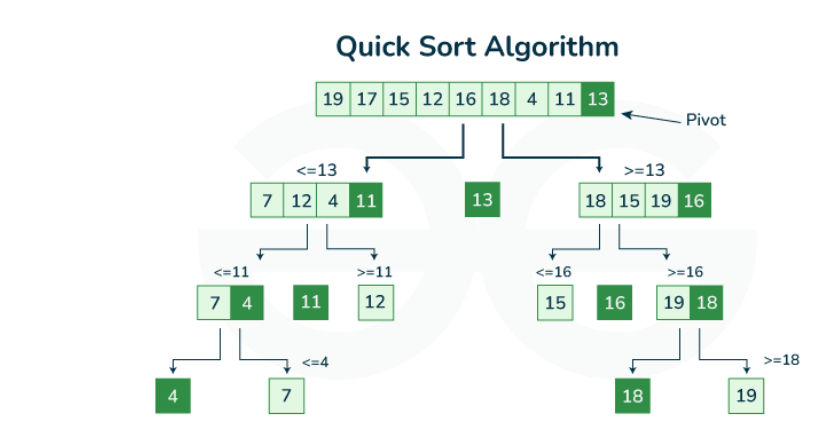 Quick Sort Algorithm
19 17 15 12 16 18 4 11 13
Pivot
<=13 >=13
7 12 4 11 13 18 15 19 16
<=11 >=11 <=16 >=16
7 4 11 12 15 16 19 18
<=4 >=18
4 7 18 19